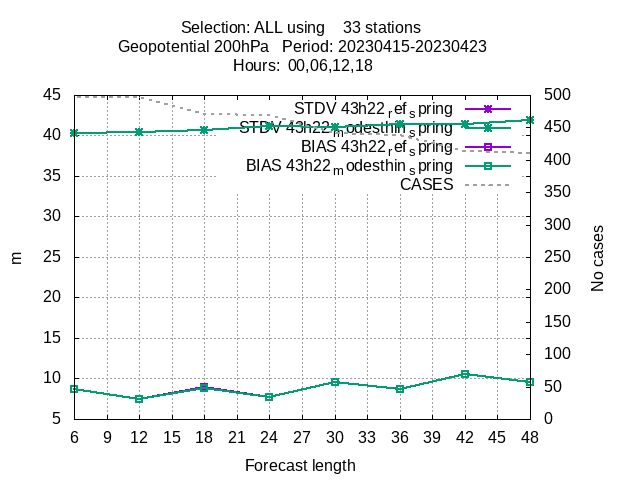 Selection: ALL using    33 stations
Geopotential 200hPa   Period: 20230415-20230423
Hours:  00,06,12,18
STDV 43h22_ref_spring
STDV 43h22_modesthin_spring
BIAS 43h22_ref_spring
BIAS 43h22_modesthin_spring
CASES
m
45
40
35
30
25
20
15
10
5
500
450
400
350
300
250
200
150
100
50
0
No cases
6 9 12 15 18 21 24 27 30 33 36 39 42 45 48
Forecast length